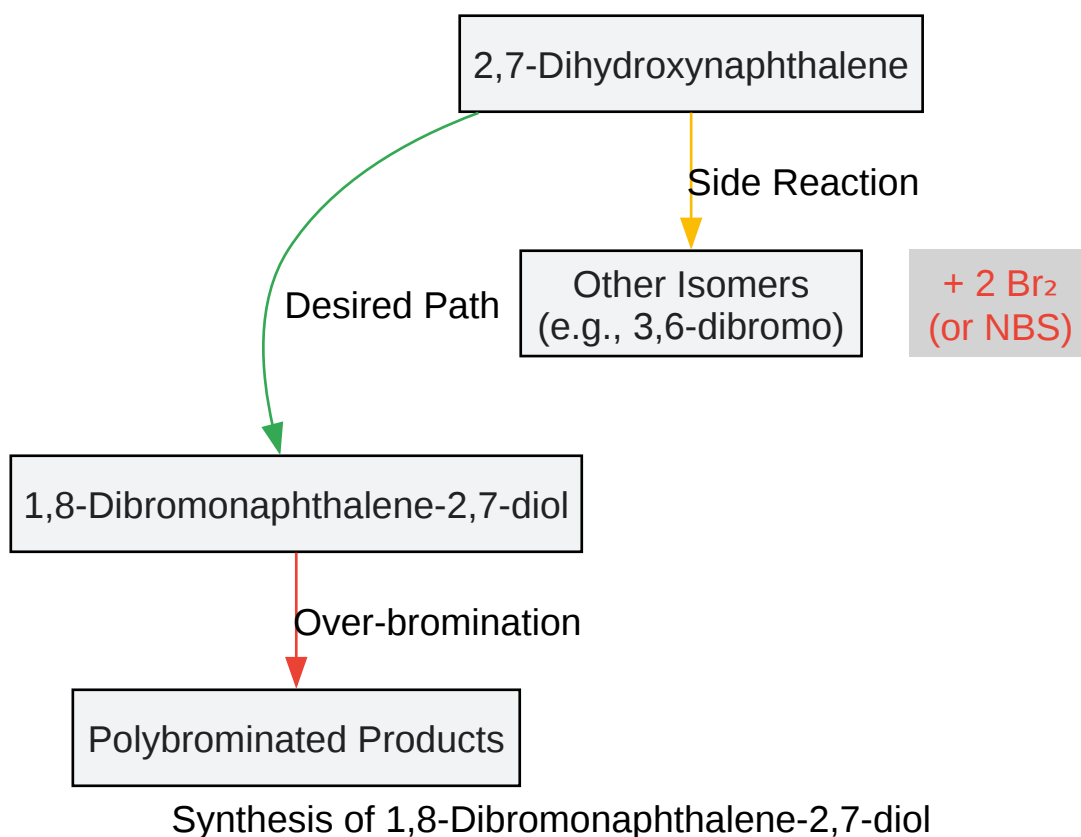 2,7-Dihydroxynaphthalene
Side Reaction
Other Isomers
(e.g., 3,6-dibromo)
+ 2 Br₂
(or NBS)
Desired Path
1,8-Dibromonaphthalene-2,7-diol
Over-bromination
Polybrominated Products
Synthesis of 1,8-Dibromonaphthalene-2,7-diol